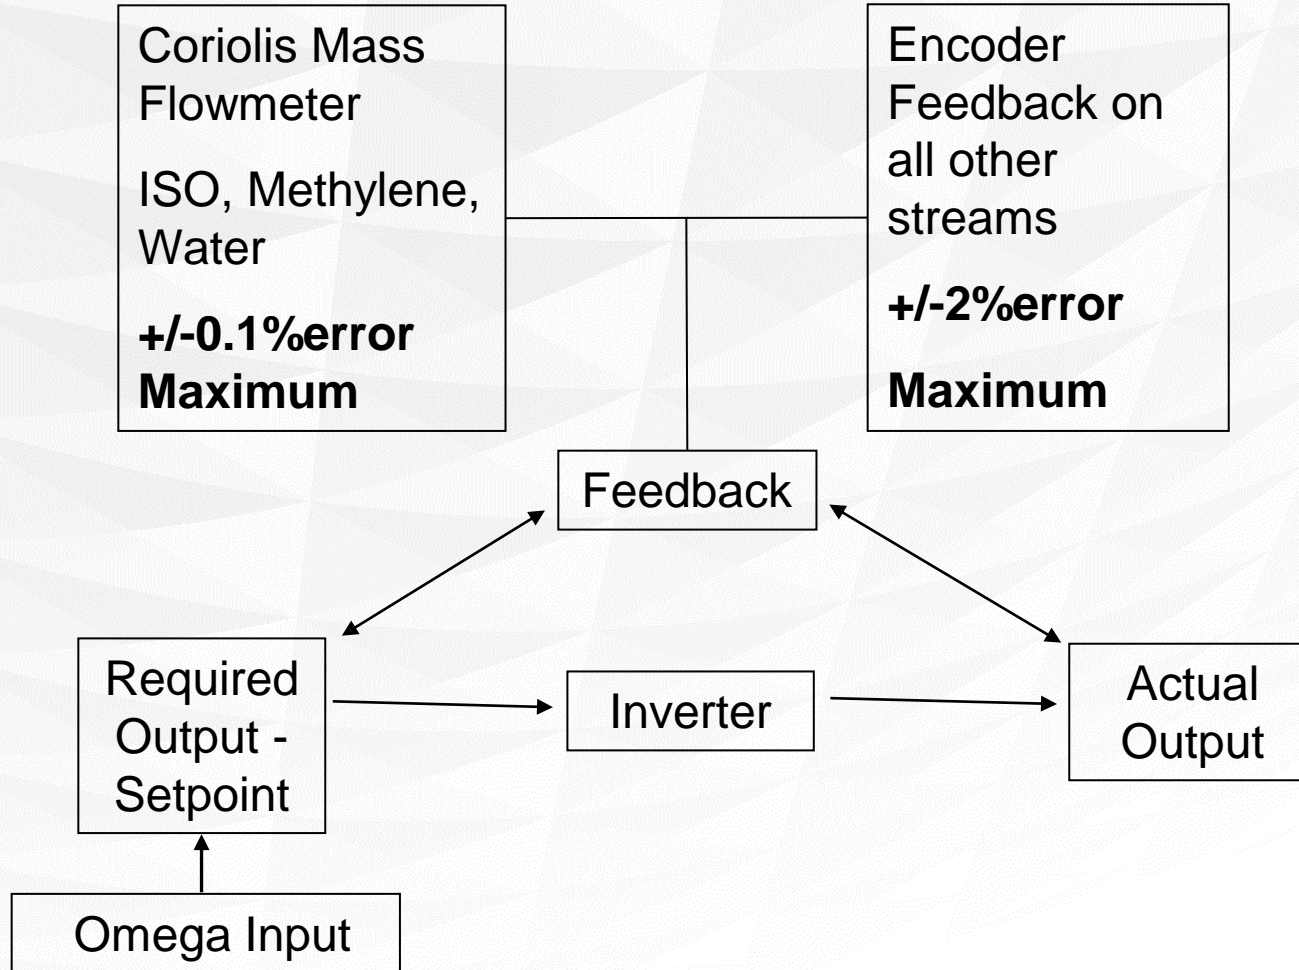 Coriolis Mass
Flowmeter
ISO, Methylene,
Water
+/-0.1%error
Maximum
Encoder
Feedback on
all other
streams
+/-2%error
Maximum
Feedback
Required
Output -
Setpoint
Inverter
Actual
Output
Omega Input